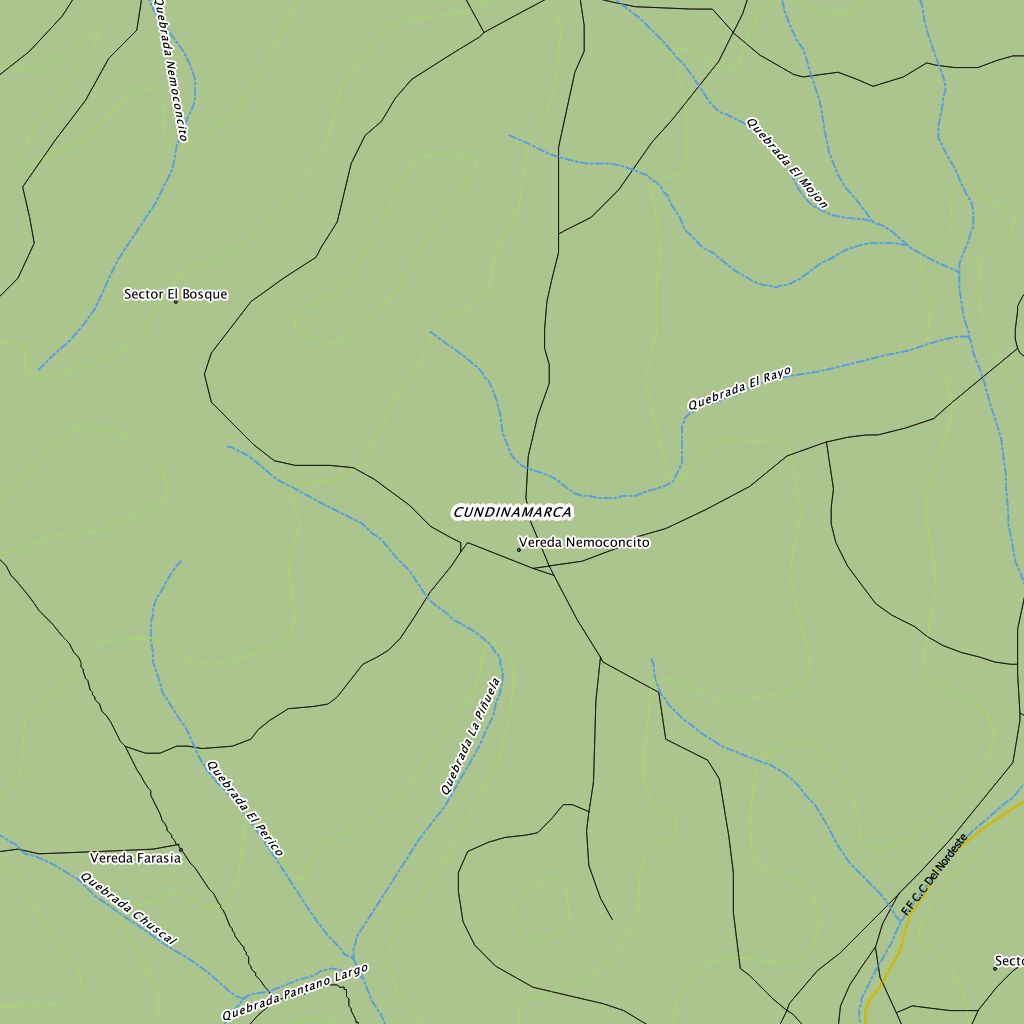 Quebrada Nemoconcito
Quebrada El Mojon
Sector El Bosque
Quebrada El Rayo
CUNDINAMARCA
Vereda Nemoconcito
Quebrada La Piñuela
Quebrada El Perico
Vereda Farasia
F.F.C.C Del Nordeste
Quebrada Chuscal
Secto
Quebrada Pantano Largo